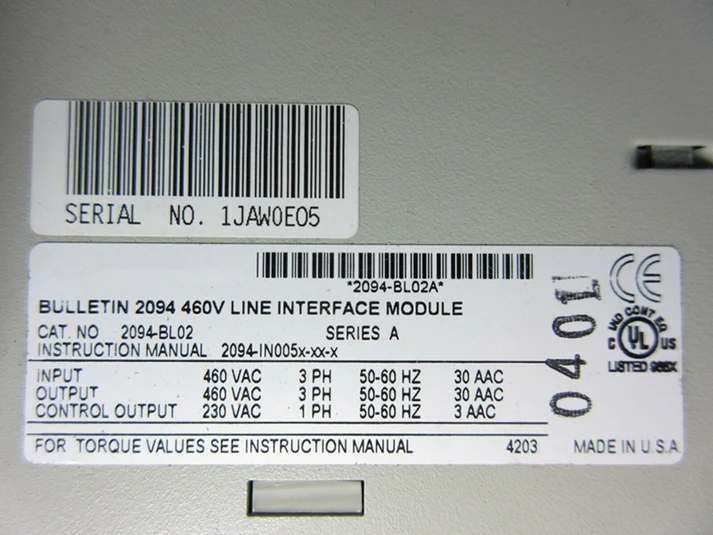 SERIAL NO. 1JAW0E05
*2094-BL02A*
BULLETIN 2094 460V LINE INTERFACE MODULE
CAT. NO 2094-BL02 SERIES A
INSTRUCTION MANUAL 2094-IN005x-xx-x
INPUT 460 VAC 3 PH 50-60 HZ 30 AAC
OUTPUT 460 VAC 3 PH 50-60 HZ 30 AAC
CONTROL OUTPUT 230 VAC 1 PH 50-60 HZ 3 AAC
FOR TORQUE VALUES SEE INSTRUCTION MANUAL 4203
CE
IND CONT EQ
C UL US
LISTED 966X
MADE IN U.S.A